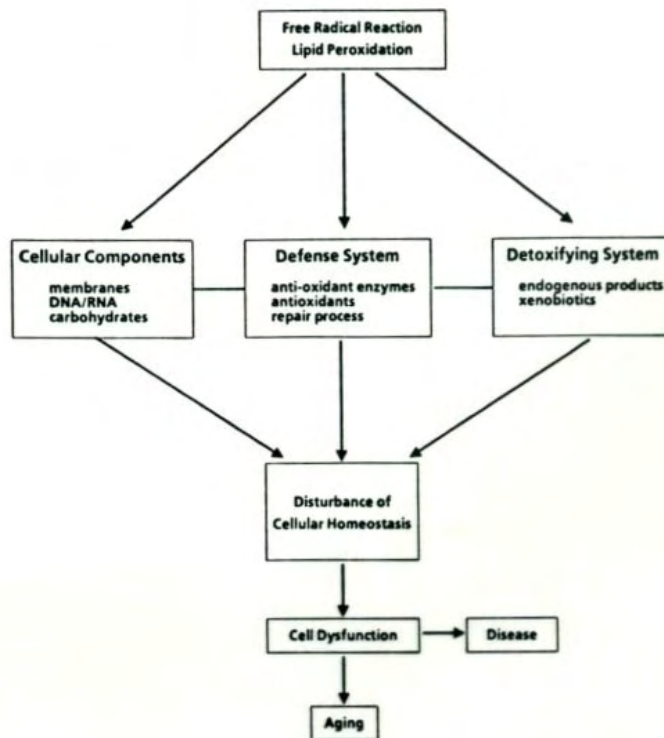 Free Radical Reaction
Lipid Peroxidation
Cellular Components
membranes
DNA/RNA
carbohydrates
Defense System
anti-oxidant enzymes
antioxidants
repair process
Detoxifying System
endogenous products
xenobiotics
Disturbance of
Cellular Homeostasis
Cell Dysfunction
Disease
Aging